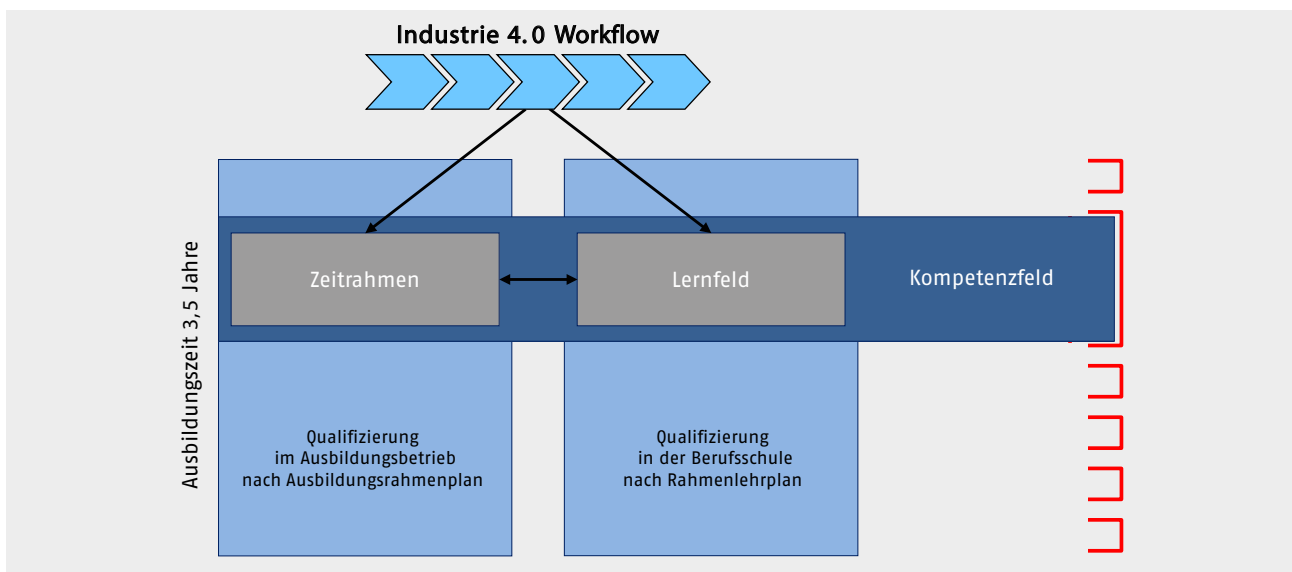 Industrie 4.0 Workflow
Ausbildungszeit 3,5 Jahre
Zeitrahmen
Lernfeld
Kompetenzfeld
Qualifizierung
im Ausbildungsbetrieb
nach Ausbildungsrahmenplan
Qualifizierung
in der Berufsschule
nach Rahmenlehrplan